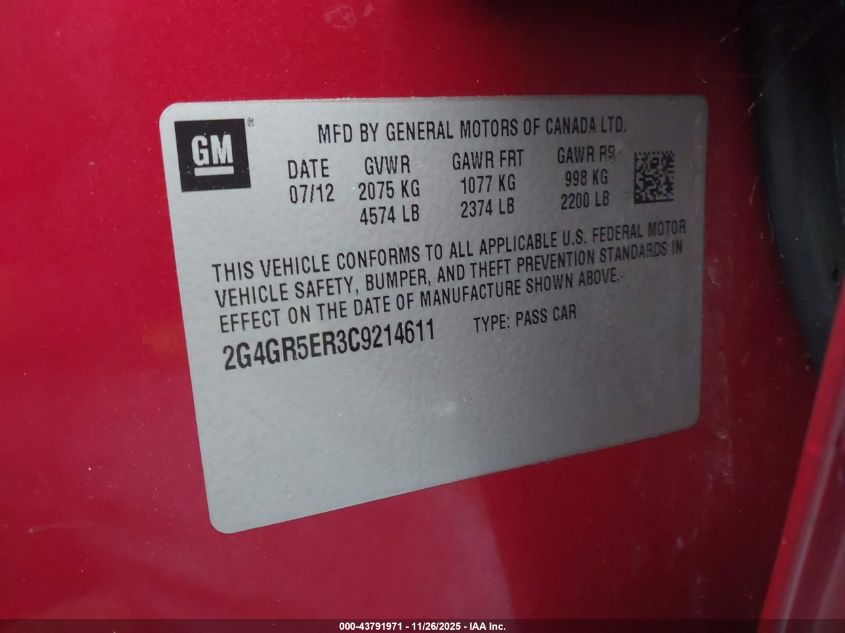 GM ®
MFD BY GENERAL MOTORS OF CANADA LTD.
DATE GVWR GAWR FRT GAWR RR
07/12 2075 KG 1077 KG 998 KG
4574 LB 2374 LB 2200 LB
THIS VEHICLE CONFORMS TO ALL APPLICABLE U.S. FEDERAL MOTOR
VEHICLE SAFETY, BUMPER, AND THEFT PREVENTION STANDARDS IN
EFFECT ON THE DATE OF MANUFACTURE SHOWN ABOVE.
2G4GR5ER3C9214611 TYPE: PASS CAR
000-43791971 - 11/26/2025 - IAA Inc.